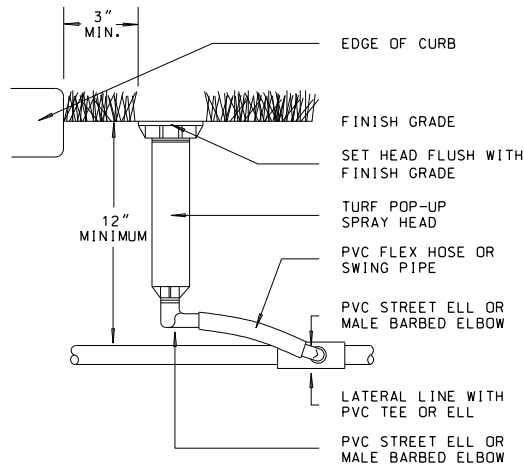 3"
MIN.
EDGE OF CURB
FINISH GRADE
SET HEAD FLUSH WITH
FINISH GRADE
TURF POP-UP
SPRAY HEAD
12"
MINIMUM
PVC FLEX HOSE OR
SWING PIPE
PVC STREET ELL OR
MALE BARBED ELBOW
LATERAL LINE WITH
PVC TEE OR ELL
PVC STREET ELL OR
MALE BARBED ELBOW